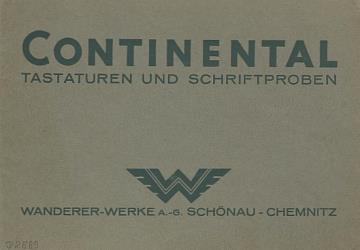 CONTINENTAL
TASTATUREN UND SCHRIFTPROBEN
W
WANDERER-WERKE A.-G. SCHÖNAU - CHEMNITZ